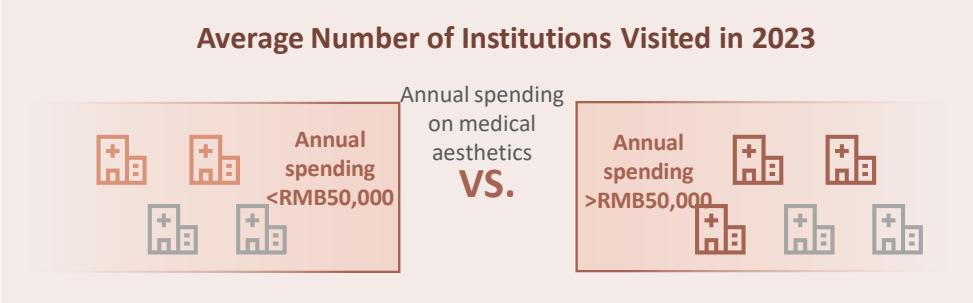 Average Number of Institutions Visited in 2023
Annual spending
on medical
aesthetics
VS.
Annual
spending
<RMB50,000
Annual
spending
>RMB50,000